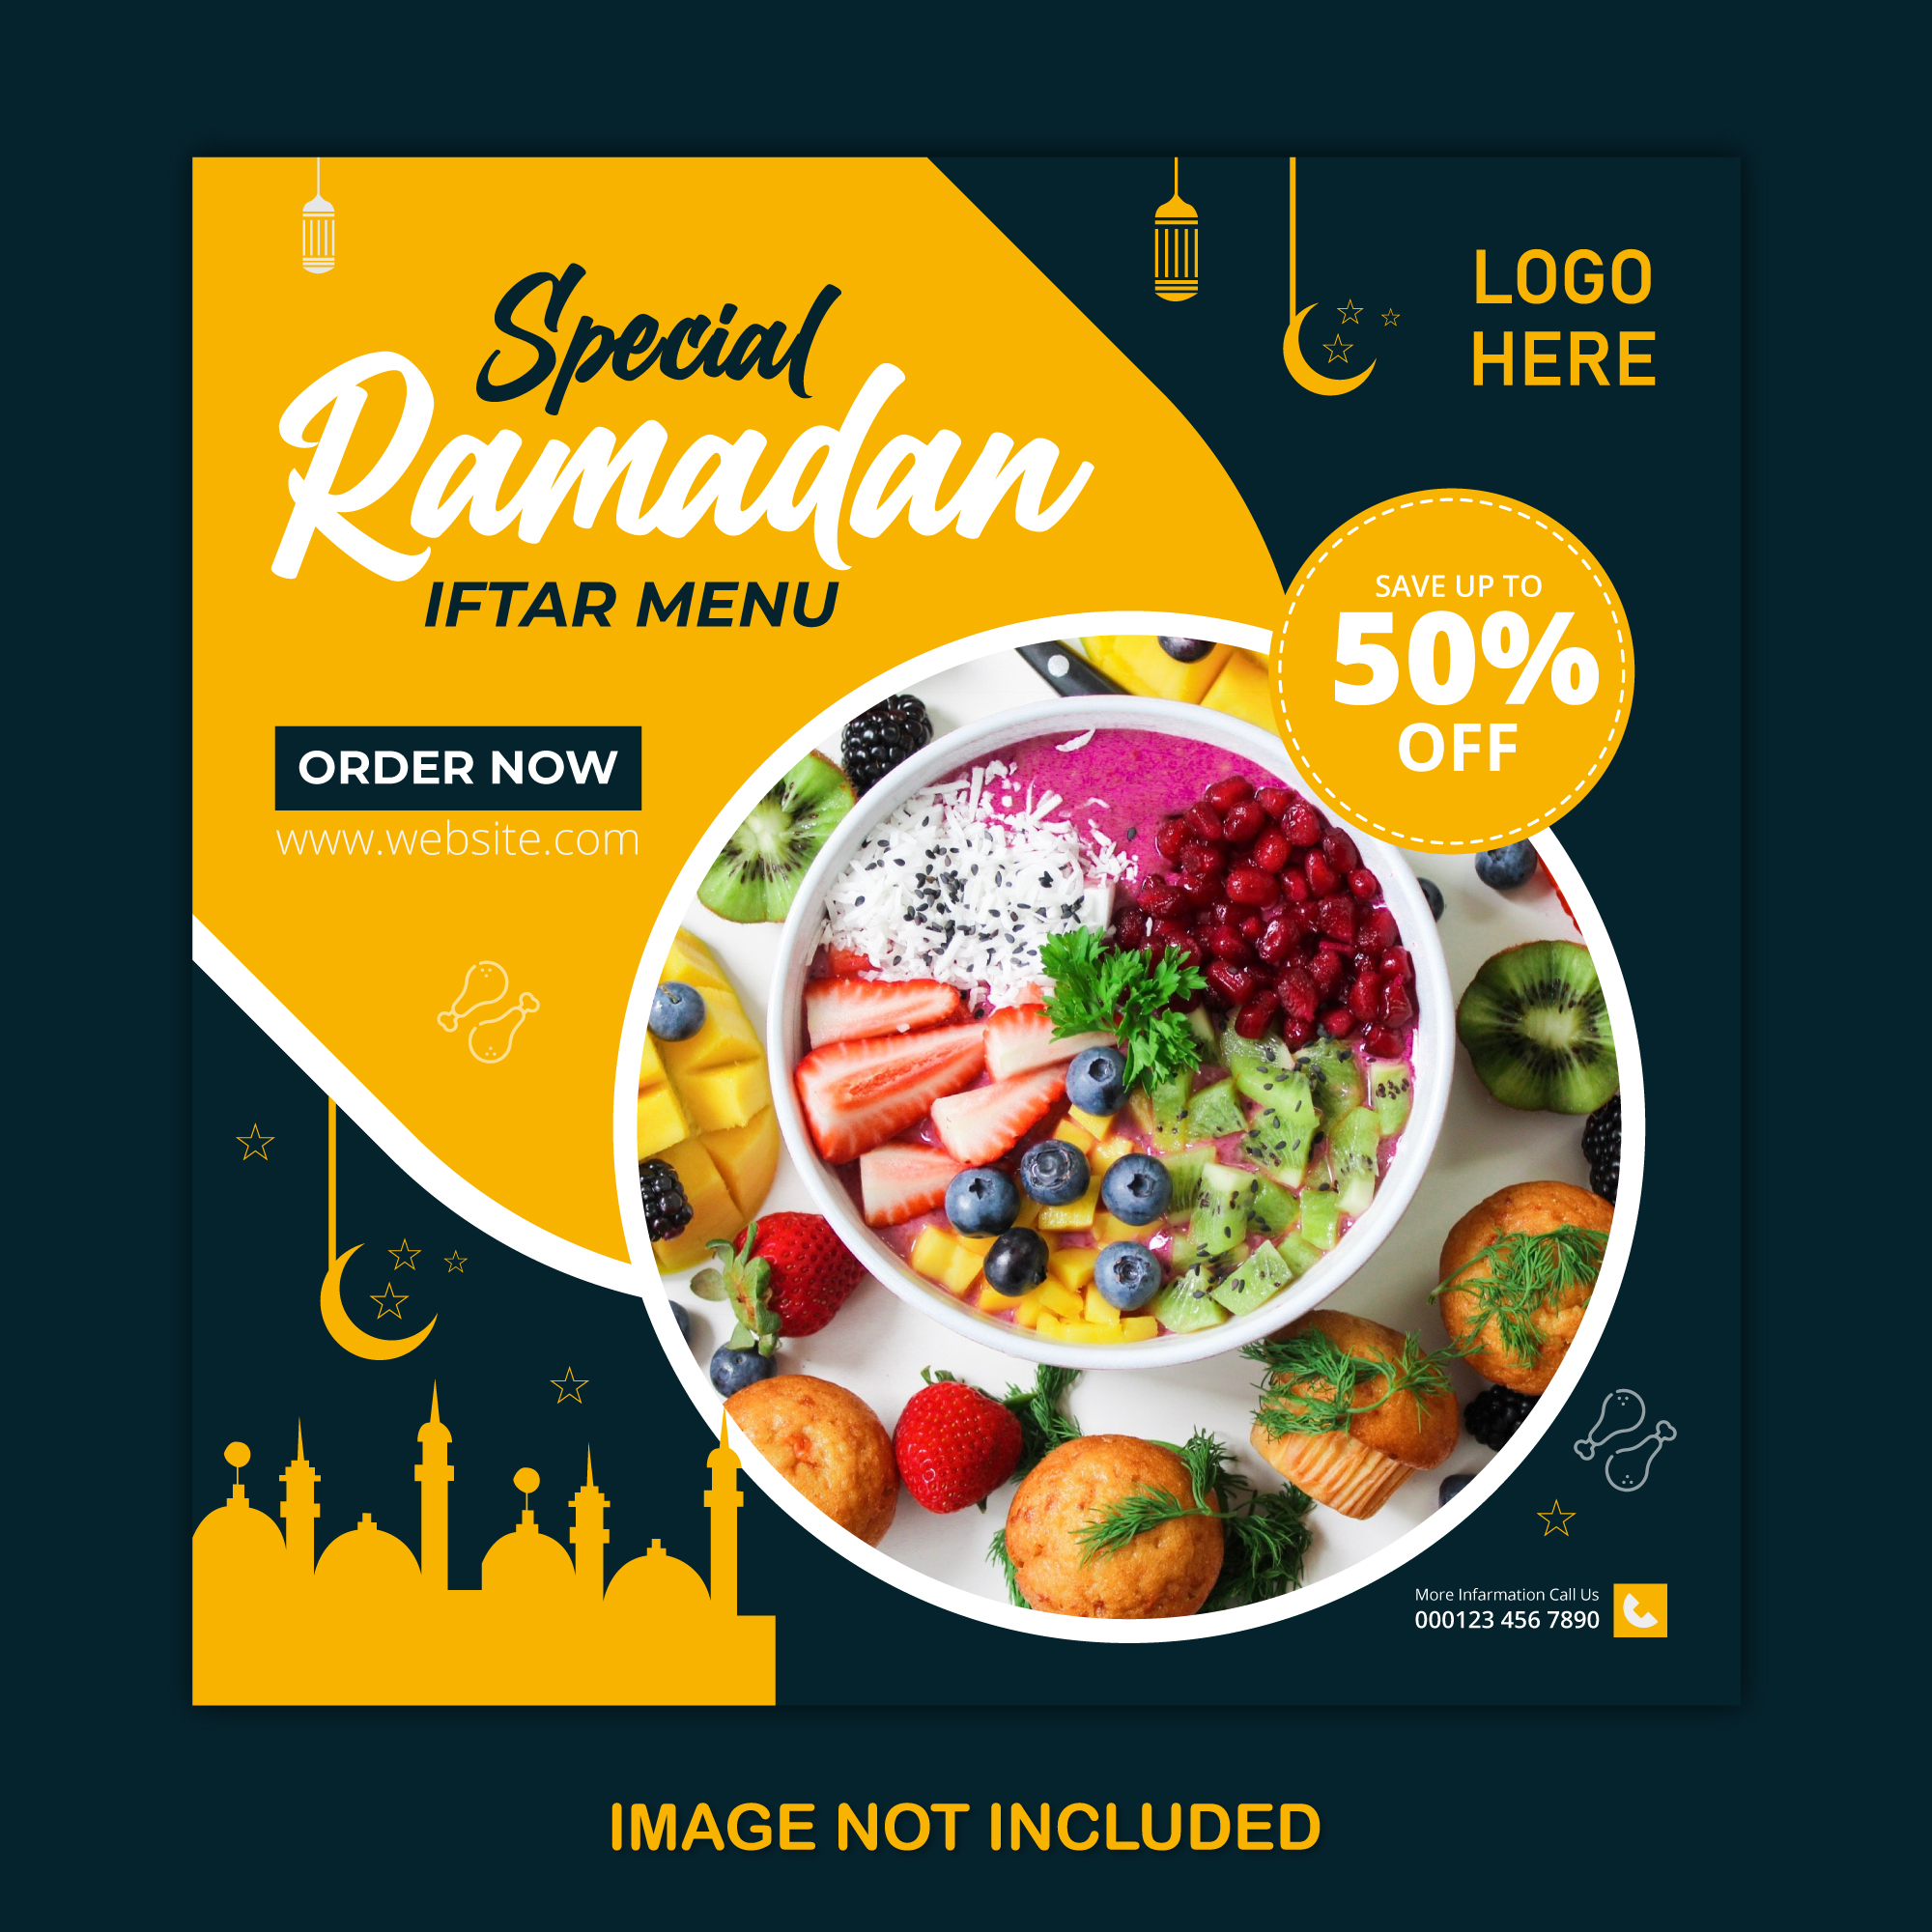 LOGO
HERE
Special
Ramadan
IFTAR MENU
SAVE UP TO
50%
OFF
ORDER NOW
www.website.com
More Infarmation Call Us
000123 456 7890
IMAGE NOT INCLUDED